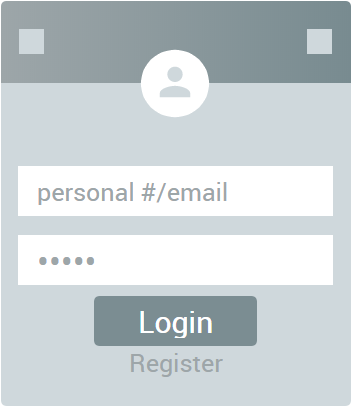 personal #/email
•••••
Login
Register